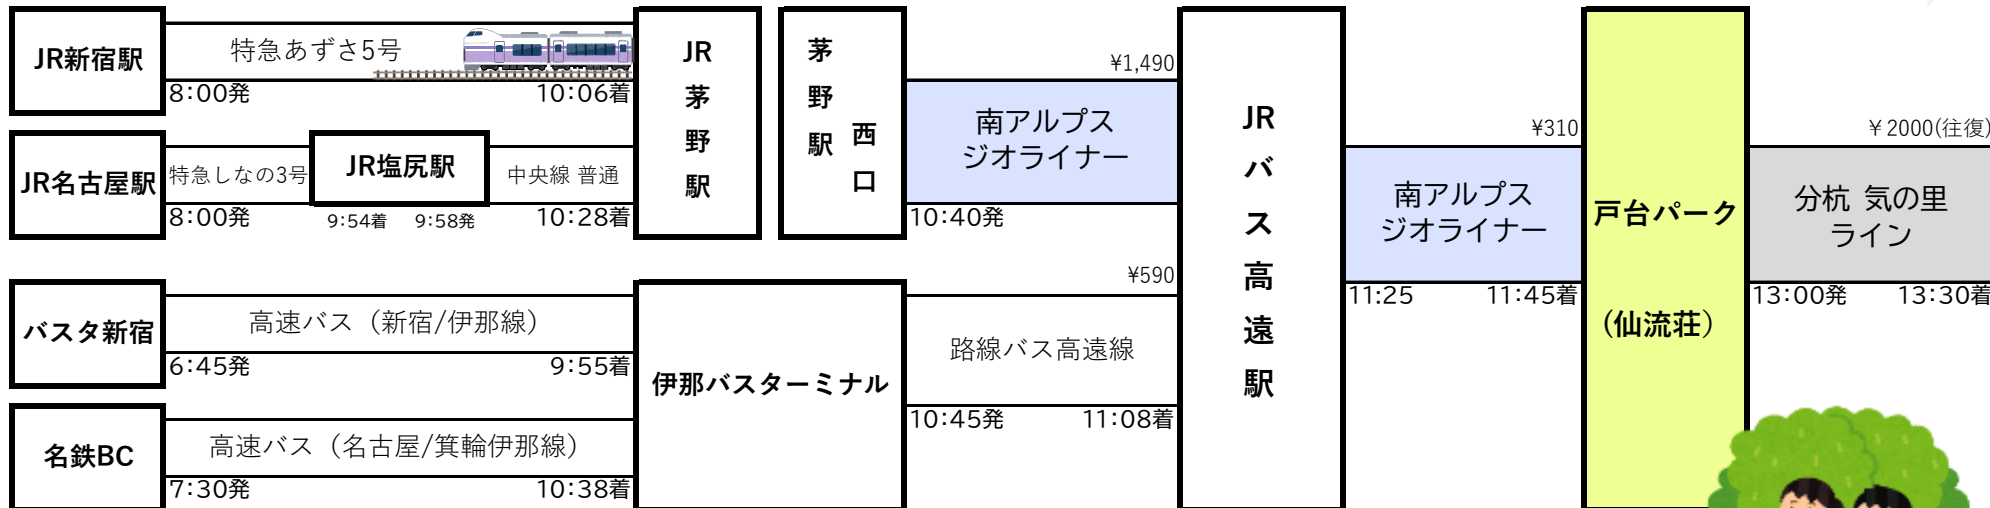 JR新宿駅
特急あずさ5号
8:00発
10:06着
JR名古屋駅
特急しなの3号
8:00発
JR塩尻駅
9:54着
9:58発
中央線 普通
10:28着
JR茅野駅
茅野駅
西口
¥1,490
南アルプス
ジオライナー
10:40発
バスタ新宿
高速バス（新宿/伊那線）
6:45発
9:55着
名鉄BC
高速バス（名古屋/箕輪伊那線）
7:30発
10:38着
伊那バスターミナル
¥590
路線バス高遠線
10:45発
11:08着
JRバス高遠駅
¥310
南アルプス
ジオライナー
11:25
11:45着
戸台パーク
（仙流荘）
￥2000(往復)
分杭 気の里
ライン
13:00発
13:30着